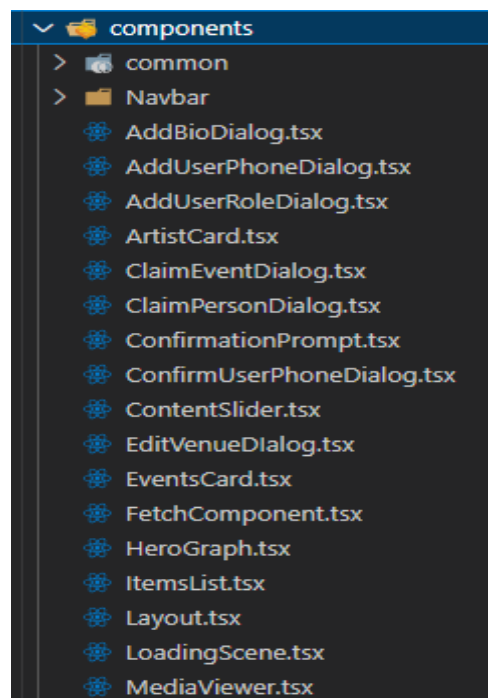 components
common
Navbar
AddBioDialog.tsx
AddUserPhoneDialog.tsx
AddUserRoleDialog.tsx
ArtistCard.tsx
ClaimEventDialog.tsx
ClaimPersonDialog.tsx
ConfirmationPrompt.tsx
ConfirmUserPhoneDialog.tsx
ContentSlider.tsx
EditVenueDIalog.tsx
EventsCard.tsx
FetchComponent.tsx
HeroGraph.tsx
ItemsList.tsx
Layout.tsx
LoadingScene.tsx
MediaViewer.tsx